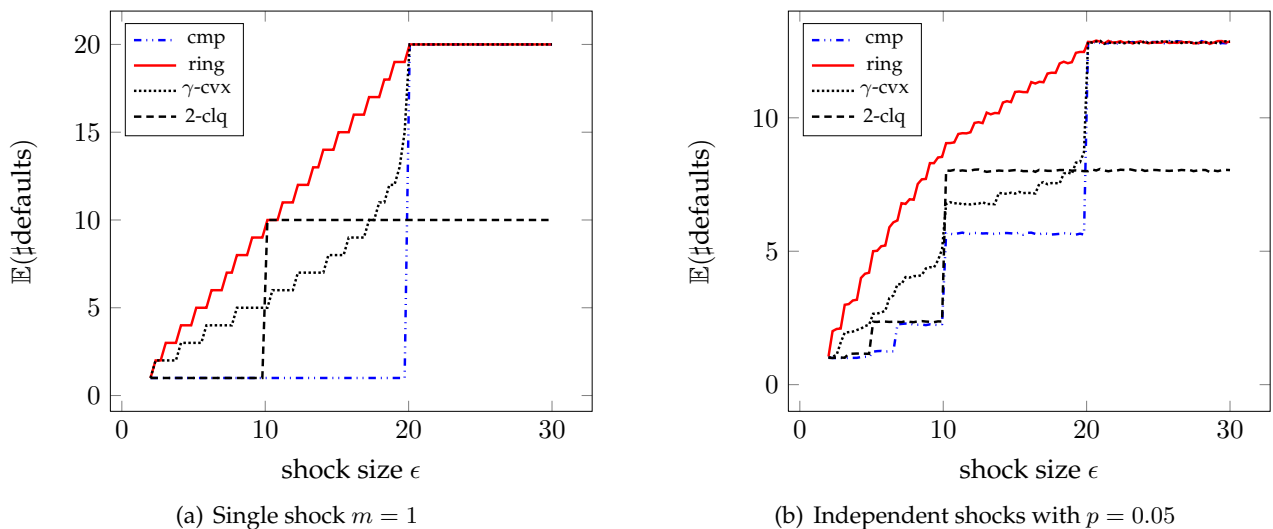 cmp
ring
γ-cvx
2-clq
20
15
10
5
0
𝔼(♯defaults)
0 10 20 30
shock size ϵ
(a) Single shock m = 1
cmp
ring
γ-cvx
2-clq
10
5
0
𝔼(♯defaults)
0 10 20 30
shock size ϵ
(b) Independent shocks with p = 0.05